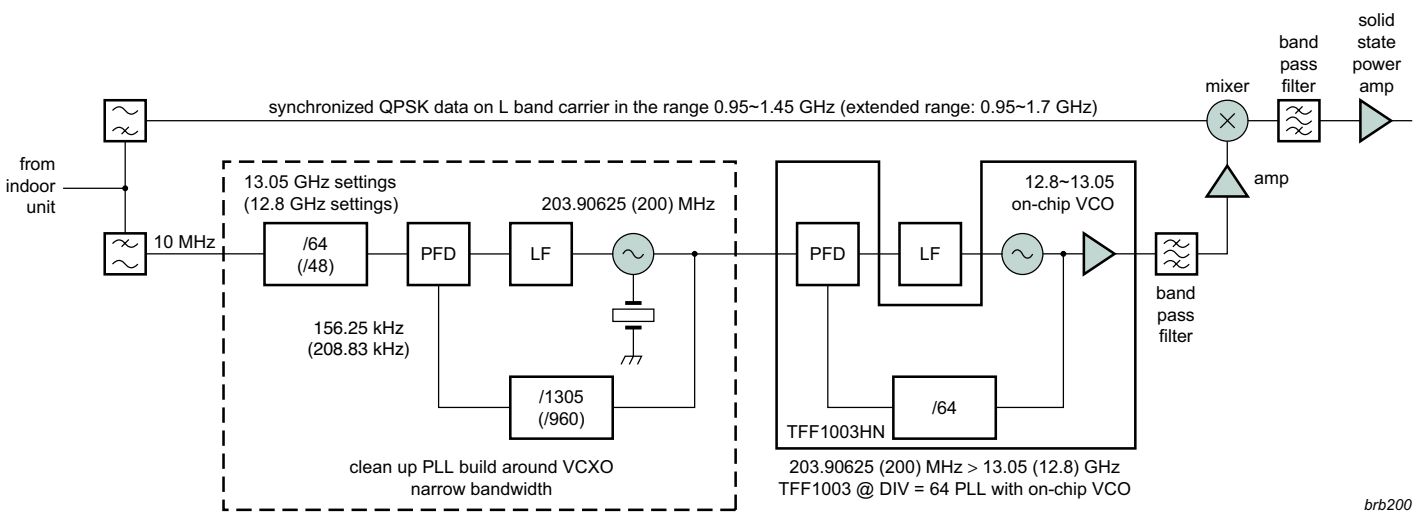 solid
state
power
amp
band
pass
filter
mixer
synchronized QPSK data on L band carrier in the range 0.95~1.45 GHz (extended range: 0.95~1.7 GHz)
from
indoor
unit
amp
13.05 GHz settings
(12.8 GHz settings)
203.90625 (200) MHz
12.8~13.05
on-chip VCO
10 MHz
/64
(/48)
PFD
LF
PFD
LF
band
pass
filter
156.25 kHz
(208.83 kHz)
/1305
(/960)
/64
TFF1003HN
clean up PLL build around VCXO
narrow bandwidth
203.90625 (200) MHz > 13.05 (12.8) GHz
TFF1003 @ DIV = 64 PLL with on-chip VCO
brb200